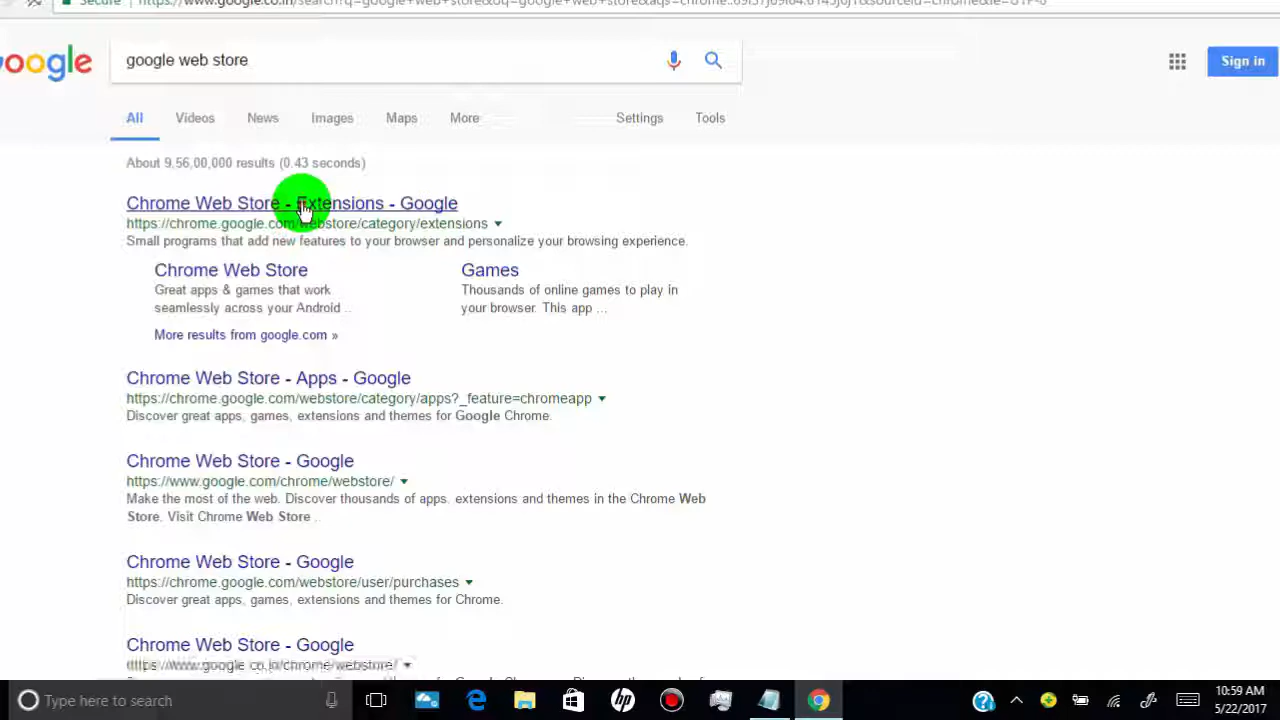 Secure
oogle
google web store
Sign in
All Videos News Images Maps More Settings Tools
About 9,56,00,000 results (0.43 seconds)
Chrome Web Store - Extensions - Google
https://chrome.google.com/webstore/category/extensions
Small programs that add new features to your browser and personalize your browsing experience.
Chrome Web Store
Great apps & games that work
seamlessly across your Android ...
Games
Thousands of online games to play in
your browser. This app ...
More results from google.com »
Chrome Web Store - Apps - Google
https://chrome.google.com/webstore/category/apps?_feature=chromeapp
Discover great apps, games, extensions and themes for Google Chrome.
Chrome Web Store - Google
https://www.google.com/chrome/webstore/
Make the most of the web. Discover thousands of apps, extensions and themes in the Chrome Web
Store. Visit Chrome Web Store ...
Chrome Web Store - Google
https://chrome.google.com/webstore/user/purchases
Discover great apps, games, extensions and themes for Chrome.
Chrome Web Store - Google
https://www.google.co.in/chrome/webstore/
Type here to search
10:59 AM
5/22/2017